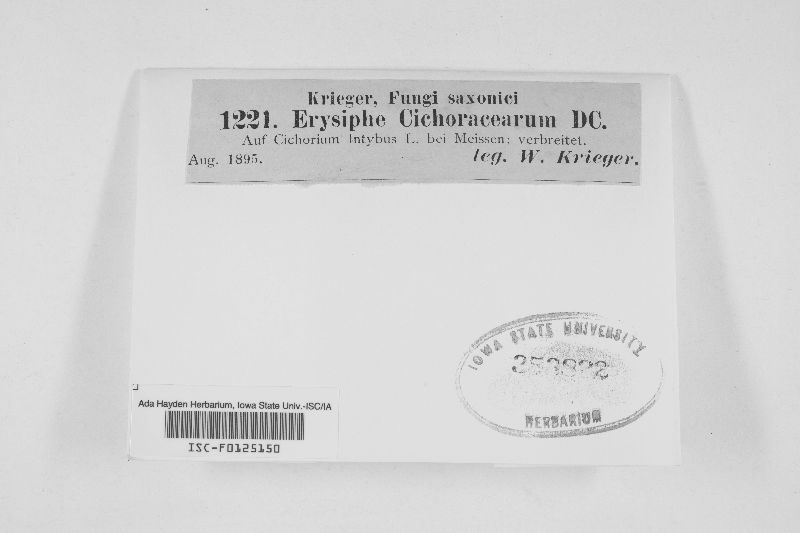 Krieger, Fungi saxonici
1221. Erysiphe Cichoracearum DC.
Auf Cichorium Intybus L. bei Meissen; verbreitet.
Aug. 1895. leg. W. Krieger.
IOWA STATE UNIVERSITY
HERBARIUM
Ada Hayden Herbarium, Iowa State Univ.-ISC/IA
ISC-F0125150